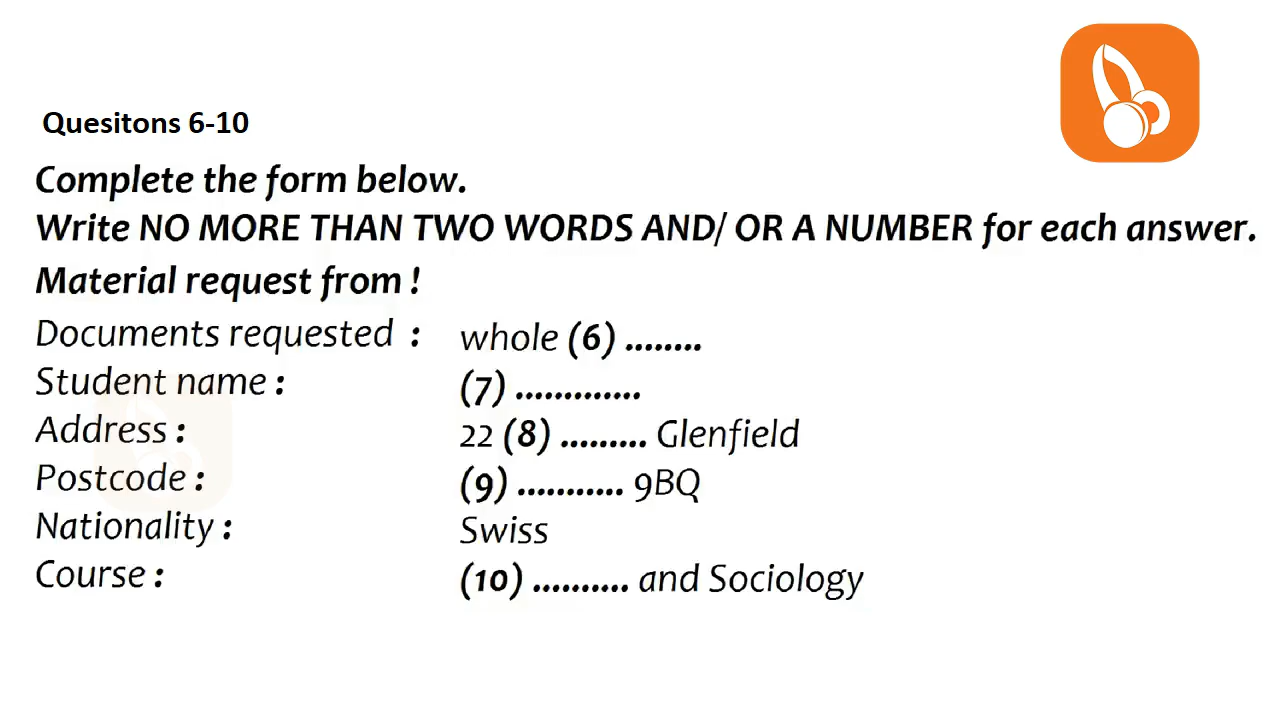 Quesitons 6-10
Complete the form below.
Write NO MORE THAN TWO WORDS AND/ OR A NUMBER for each answer.
Material request from !
Documents requested : whole (6) ........
Student name : (7) .............
Address : 22 (8) ......... Glenfield
Postcode : (9) ........... 9BQ
Nationality : Swiss
Course : (10) .......... and Sociology